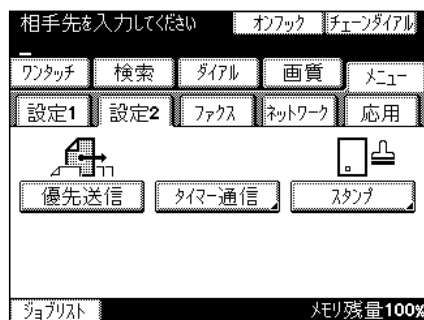 相手先を入力してください オンフック チェーンダイアル
ワンタッチ 検索 ダイアル 画質 メニュー
設定1 設定2 ファクス ネットワーク 応用
優先送信 タイマー通信 スタンプ
ジョブリスト メモリ残量100%